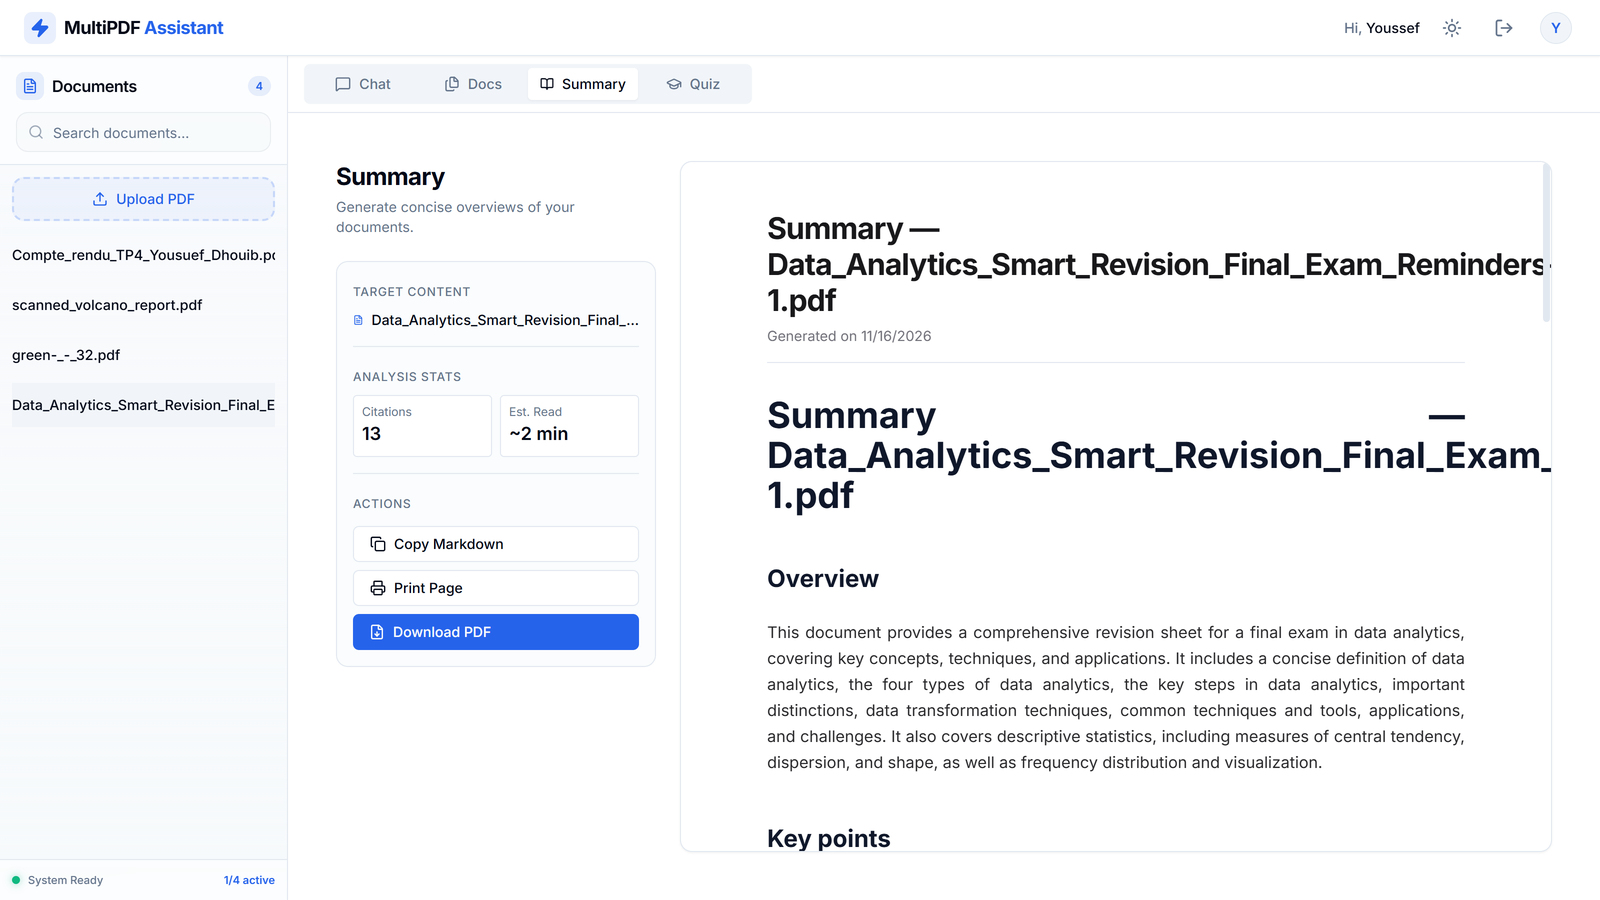 MultiPDF Assistant
Hi, Youssef
Y
Documents
4
Search documents...
Upload PDF
Compte_rendu_TP4_Yousuef_Dhouib.pd
scanned_volcano_report.pdf
green-_-_32.pdf
Data_Analytics_Smart_Revision_Final_E
System Ready
1/4 active
Chat
Docs
Summary
Quiz
Summary
Generate concise overviews of your
documents.
TARGET CONTENT
Data_Analytics_Smart_Revision_Final_...
ANALYSIS STATS
Citations
13
Est. Read
~2 min
ACTIONS
Copy Markdown
Print Page
Download PDF
Summary —
Data_Analytics_Smart_Revision_Final_Exam_Reminders-
1.pdf
Generated on 11/16/2026
Summary —
Data_Analytics_Smart_Revision_Final_Exam_
1.pdf
Overview
This document provides a comprehensive revision sheet for a final exam in data analytics,
covering key concepts, techniques, and applications. It includes a concise definition of data
analytics, the four types of data analytics, the key steps in data analytics, important
distinctions, data transformation techniques, common techniques and tools, applications,
and challenges. It also covers descriptive statistics, including measures of central tendency,
dispersion, and shape, as well as frequency distribution and visualization.
Key points